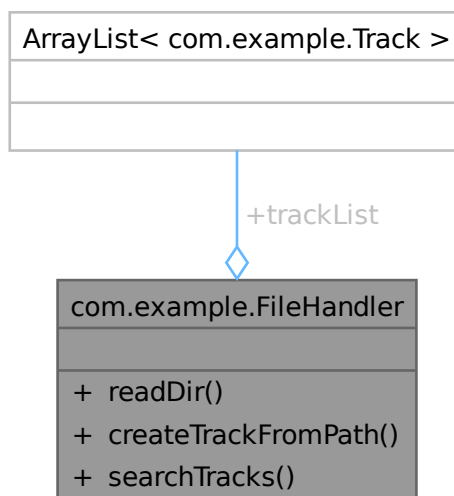 ArrayList< com.example.Track >
+trackList
com.example.FileHandler
+ readDir()
+ createTrackFromPath()
+ searchTracks()